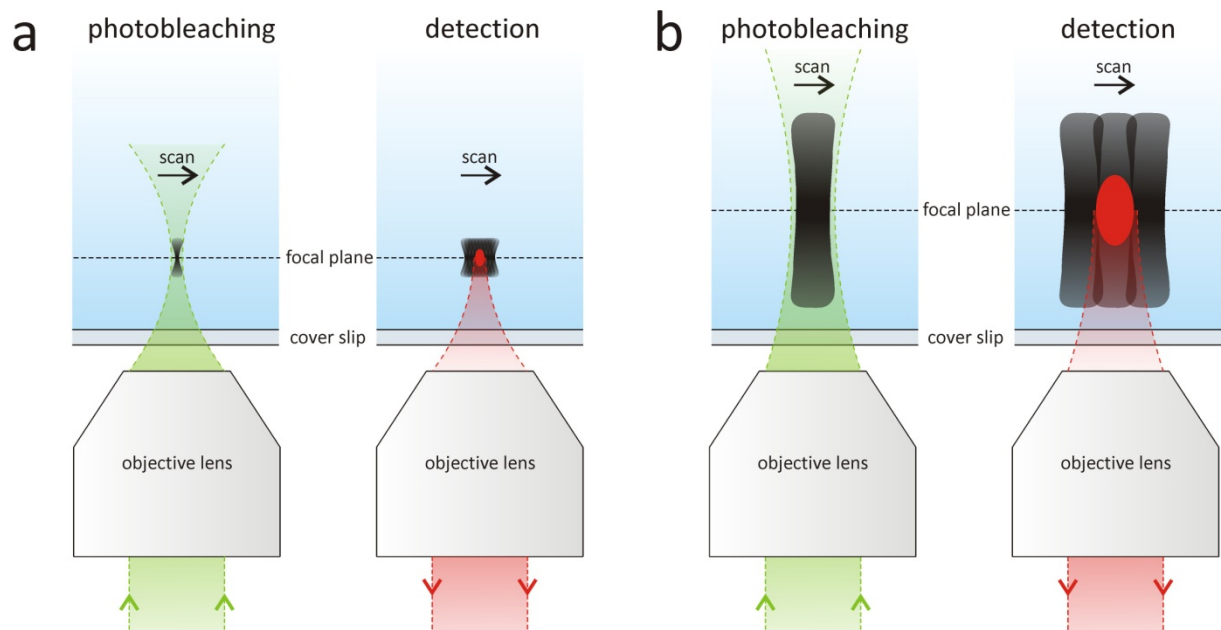 a
photobleaching
detection
scan
scan
focal plane
cover slip
objective lens
objective lens
b
photobleaching
detection
scan
scan
focal plane
cover slip
objective lens
objective lens